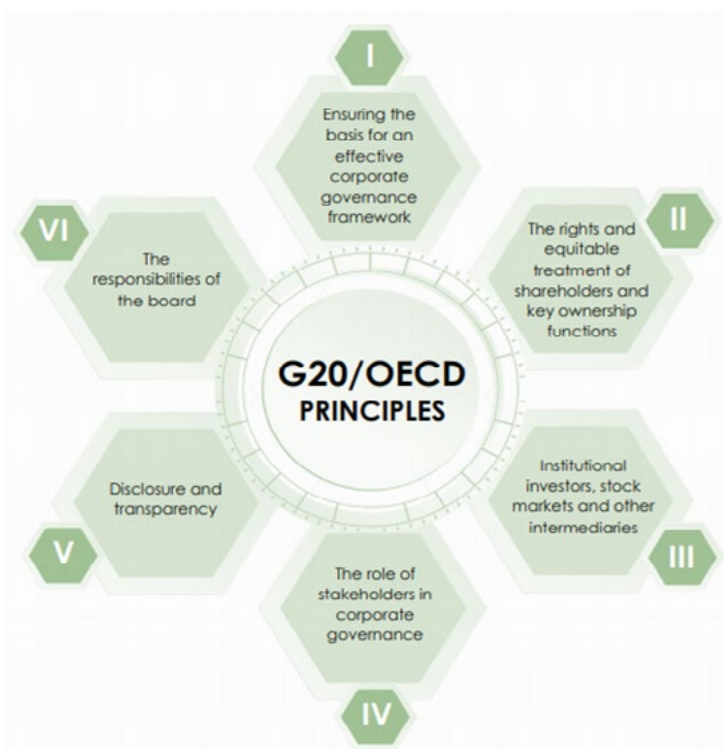 I
Ensuring the
basis for an
effective
corporate
governance
framework
II
The rights and
equitable
treatment of
shareholders and
key ownership
functions
III
Institutional
investors, stock
markets and other
intermediaries
IV
The role of
stakeholders in
corporate
governance
V
Disclosure and
transparency
VI
The
responsibilities of
the board
G20/OECD
PRINCIPLES